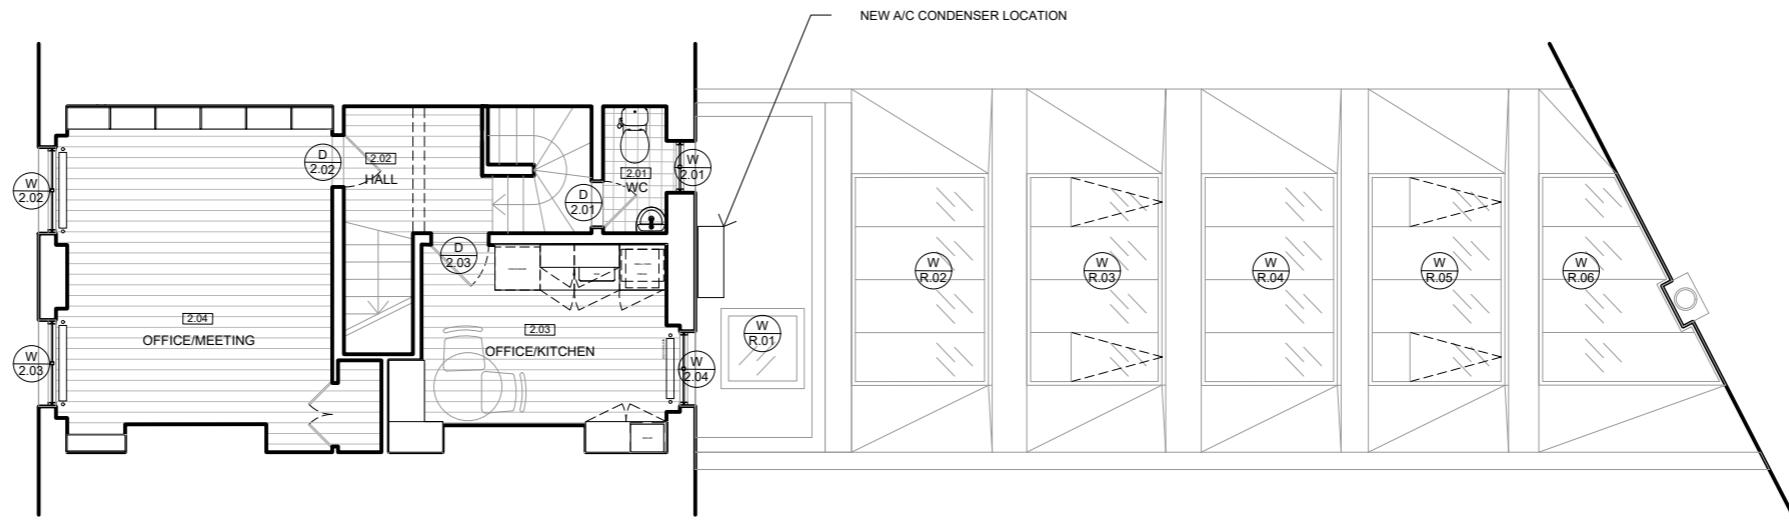 NEW A/C CONDENSER LOCATION
D
2.02
2.02
HALL
2.01
WC
W
2.01
W
2.02
D
2.01
D
2.03
W
R.02
W
R.03
W
R.04
W
R.05
W
R.06
2.04
OFFICE/MEETING
2.03
OFFICE/KITCHEN
W
R.01
W
2.03
W
2.04